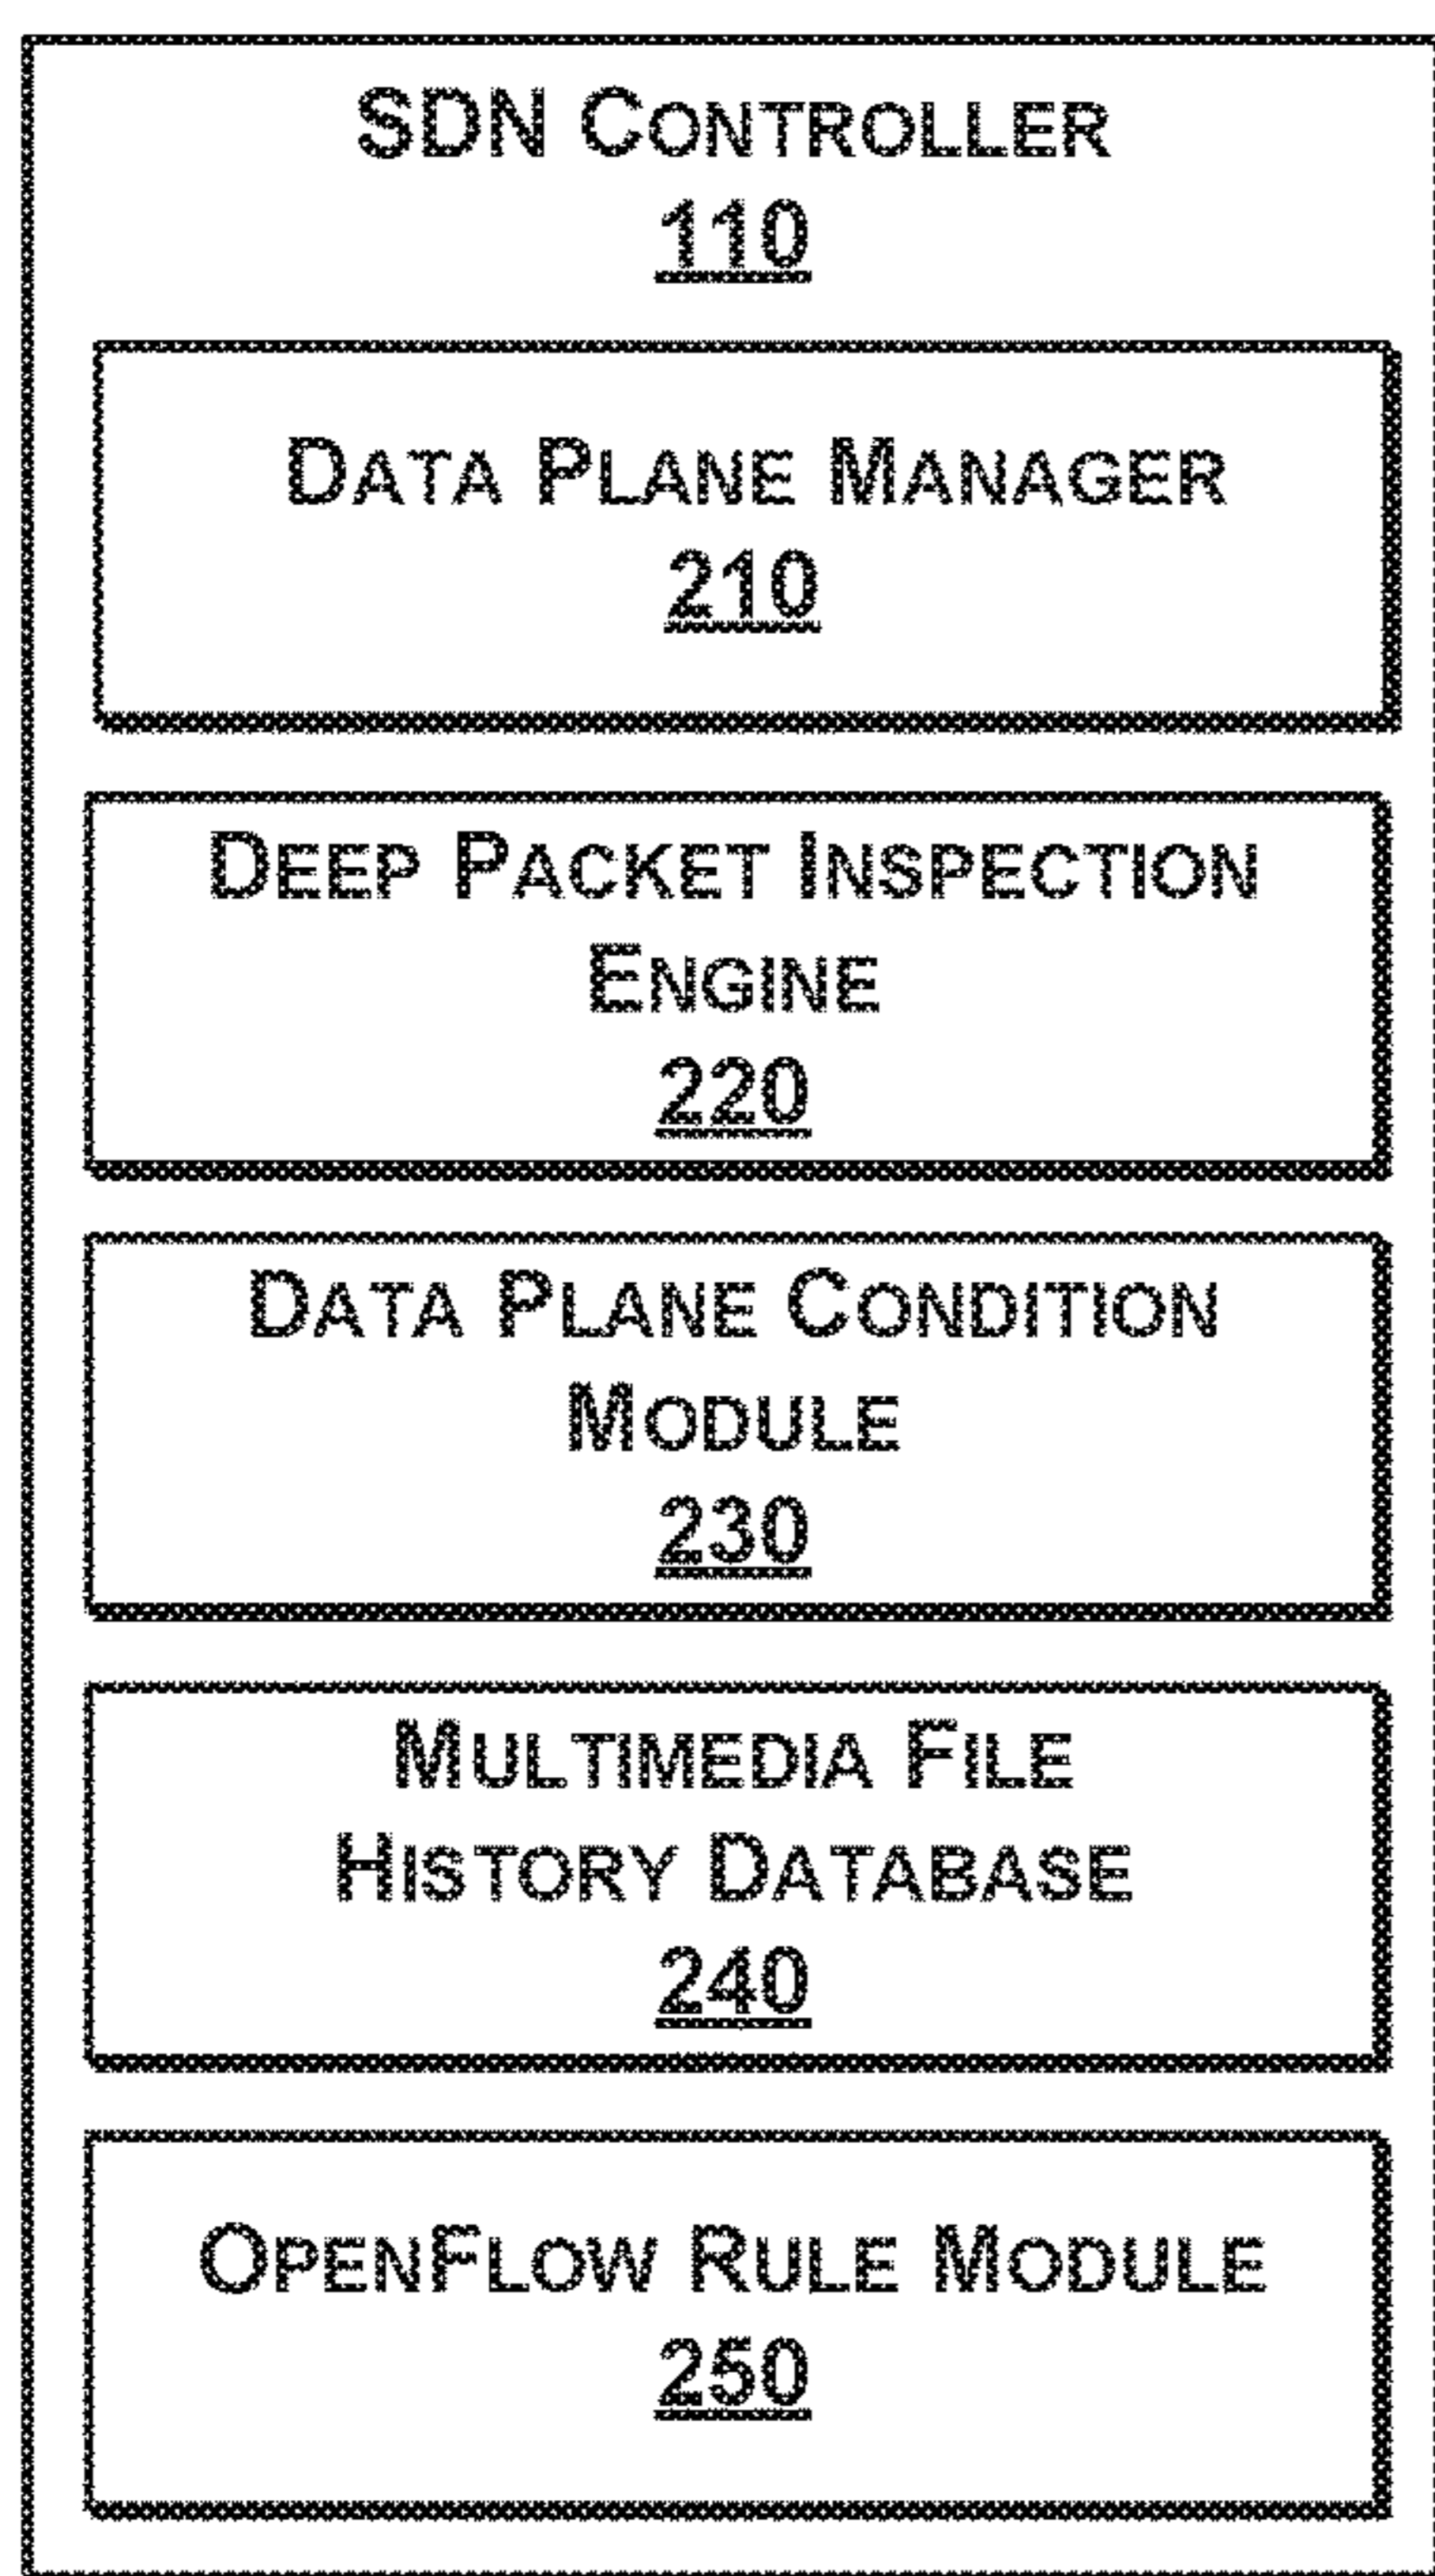 SDN CONTROLLER
110
DATA PLANE MANAGER
210
DEEP PACKET INSPECTION
ENGINE
220
DATA PLANE CONDITION
MODULE
230
MULTIMEDIA FILE
HISTORY DATABASE
240
OPENFLOW RULE MODULE
250